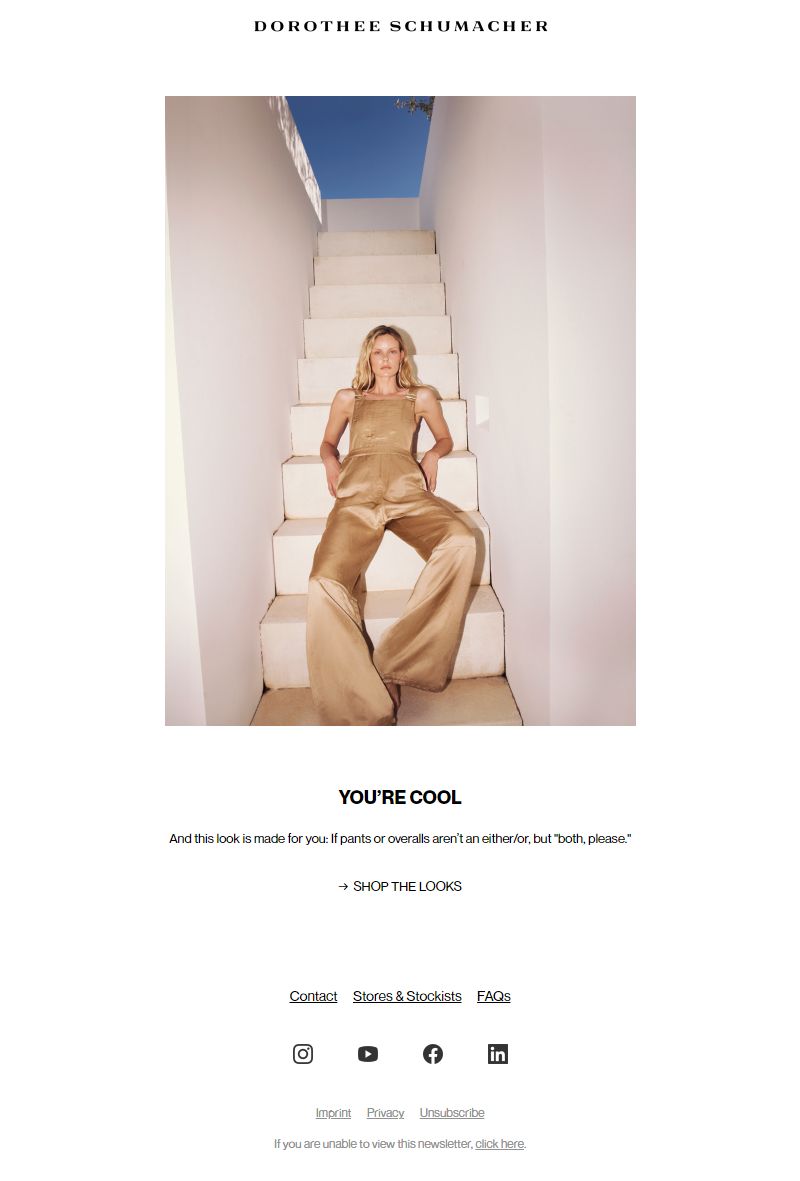 DOROTHEE SCHUMACHER
YOU’RE COOL
And this look is made for you: If pants or overalls aren’t an either/or, but "both, please."
→ SHOP THE LOOKS
Contact Stores & Stockists FAQs
Imprint Privacy Unsubscribe
If you are unable to view this newsletter, click here.